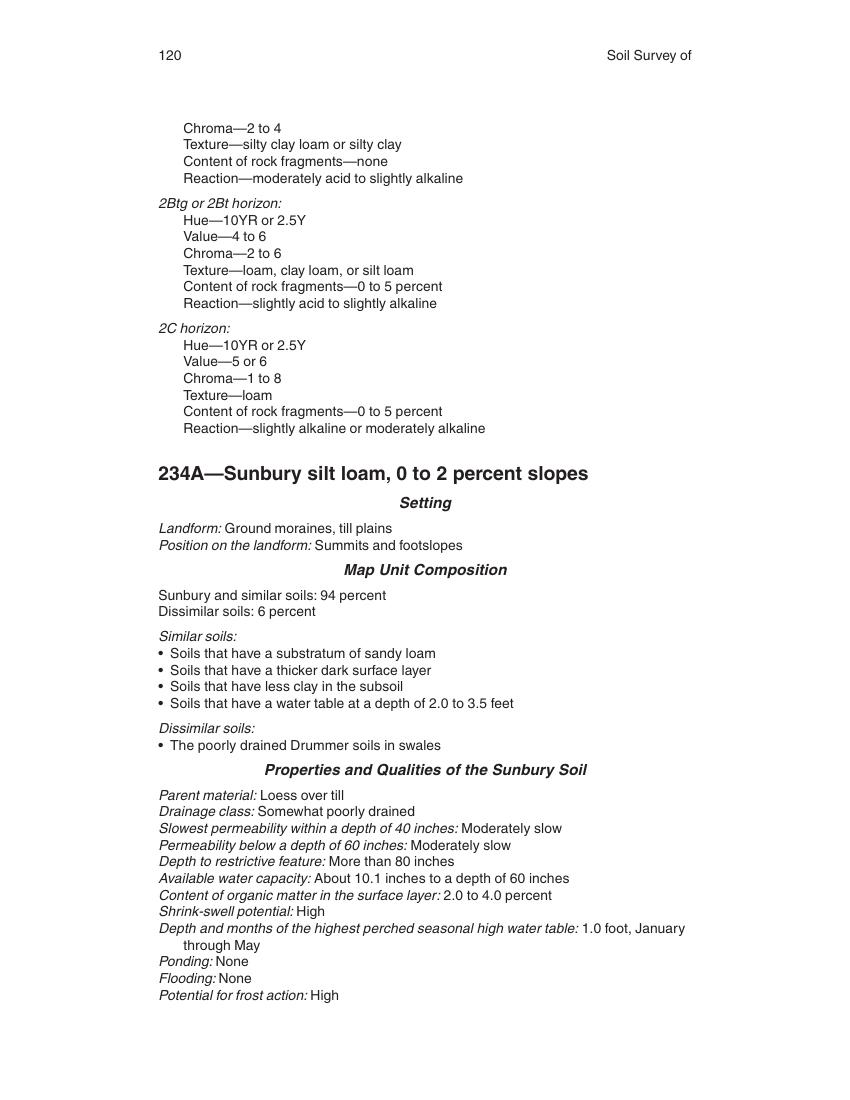 120
Soil Survey of
Chroma—2 to 4
Texture—silty clay loam or silty clay
Content of rock fragments—none
Reaction—moderately acid to slightly alkaline
2Btg or 2Bt horizon:
Hue—10YR or 2.5Y
Value—4 to 6
Chroma—2 to 6
Texture—loam, clay loam, or silt loam
Content of rock fragments—0 to 5 percent
Reaction—slightly acid to slightly alkaline
2C horizon:
Hue—10YR or 2.5Y
Value—5 or 6
Chroma—1 to 8
Texture—loam
Content of rock fragments—0 to 5 percent
Reaction—slightly alkaline or moderately alkaline
234A—Sunbury silt loam, 0 to 2 percent slopes
Setting
Landform: Ground moraines, till plains
Position on the landform: Summits and footslopes
Map Unit Composition
Sunbury and similar soils: 94 percent
Dissimilar soils: 6 percent
Similar soils:
• Soils that have a substratum of sandy loam
• Soils that have a thicker dark surface layer
• Soils that have less clay in the subsoil
• Soils that have a water table at a depth of 2.0 to 3.5 feet
Dissimilar soils:
• The poorly drained Drummer soils in swales
Properties and Qualities of the Sunbury Soil
Parent material: Loess over till
Drainage class: Somewhat poorly drained
Slowest permeability within a depth of 40 inches: Moderately slow
Permeability below a depth of 60 inches: Moderately slow
Depth to restrictive feature: More than 80 inches
Available water capacity: About 10.1 inches to a depth of 60 inches
Content of organic matter in the surface layer: 2.0 to 4.0 percent
Shrink-swell potential: High
Depth and months of the highest perched seasonal high water table: 1.0 foot, January
through May
Ponding: None
Flooding: None
Potential for frost action: High